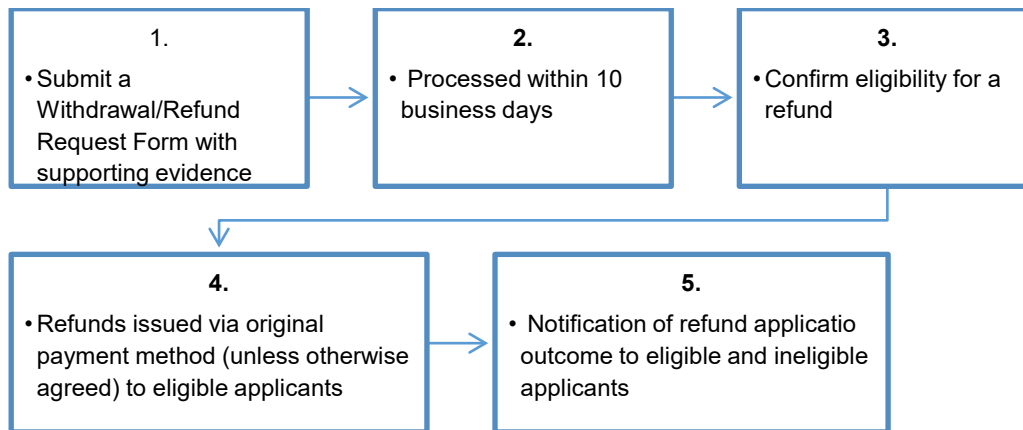 1.
• Submit a
Withdrawal/Refund
Request Form with
supporting evidence
2.
• Processed within 10
business days
3.
• Confirm eligibility for a
refund
4.
• Refunds issued via original
payment method (unless otherwise
agreed) to eligible applicants
5.
• Notification of refund applicatio
outcome to eligible and ineligible
applicants